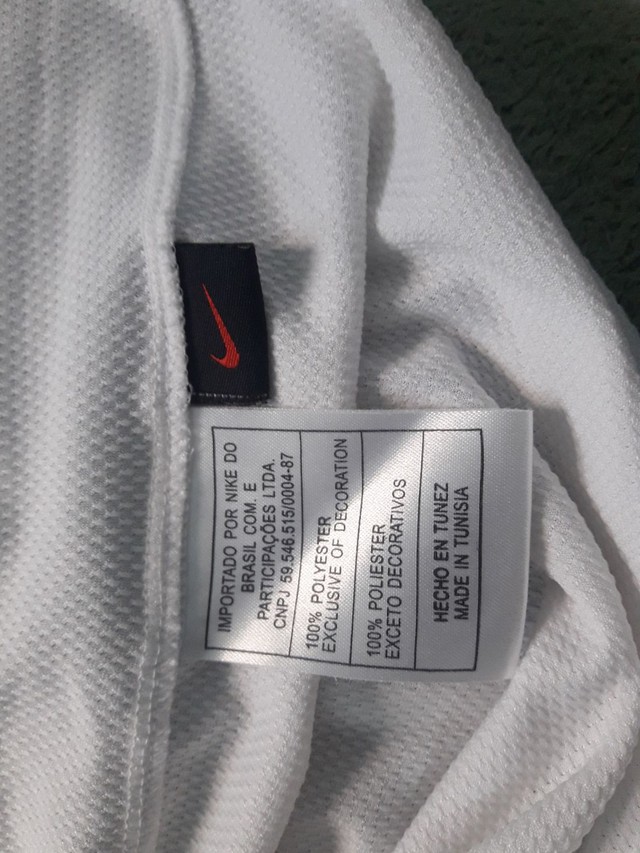 IMPORTADO POR NIKE DO
BRASIL COM. E
PARTICIPAÇÕES LTDA.
CNPJ 59.546.515/0004-87
100% POLYESTER
EXCLUSIVE OF DECORATION
100% POLIESTER
EXCETO DECORATIVOS
HECHO EN TUNEZ
MADE IN TUNISIA